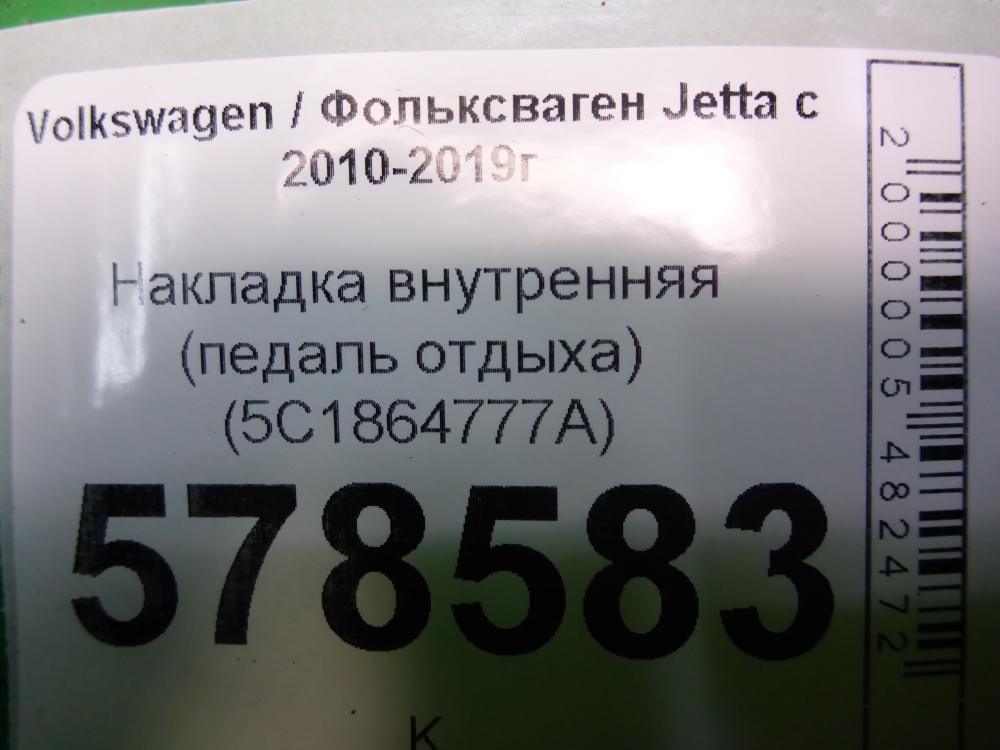 Volkswagen / Фольксваген Jetta с
2010-2019г
Накладка внутренняя
(педаль отдыха)
(5C1864777A)
578583
К
2000005482472